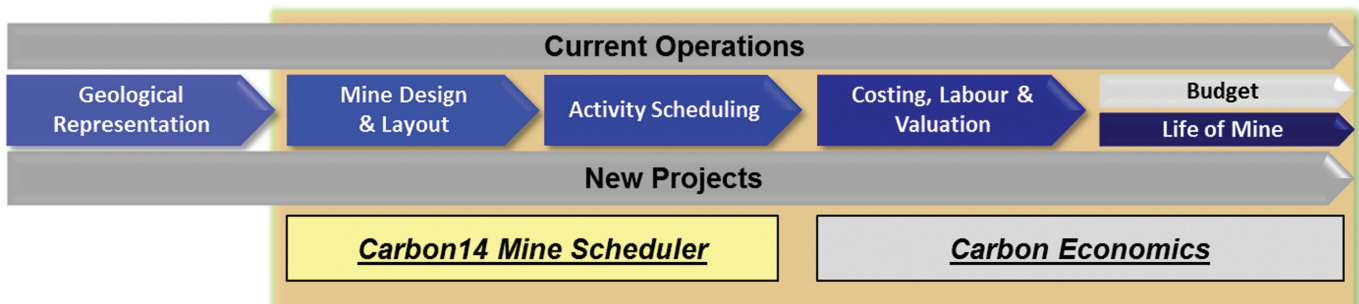 Current Operations
Geological
Representation
Mine Design
& Layout
Activity Scheduling
Costing, Labour &
Valuation
Budget
Life of Mine
New Projects
Carbon14 Mine Scheduler
Carbon Economics